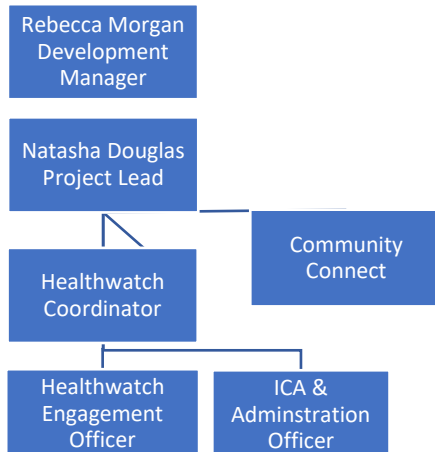 Rebecca Morgan
Development
Manager
Natasha Douglas
Project Lead
Community
Connect
Healthwatch
Coordinator
Healthwatch
Engagement
Officer
ICA &
Adminstration
Officer